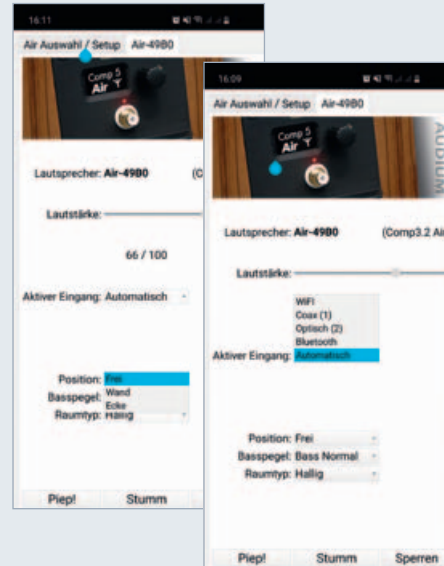 16:11
Air Auswahl / Setup Air-49B0
Comp 5
Air
Lautsprecher: Air-49B0 (C
Lautstärke:
66 / 100
Aktiver Eingang: Automatisch
Position: Frei
Basspegel: Wand
Ecke
Raumtyp: Hallig
Piep! Stumm
16:09
Air Auswahl / Setup Air-49B0
Comp 5
Air
AUDIUM
Lautsprecher: Air-49B0 (Comp3.2 Air
Lautstärke:
WiFi
Coax (1)
Optisch (2)
Bluetooth
Aktiver Eingang: Automatisch
Position: Frei
Basspegel: Bass Normal
Raumtyp: Hallig
Piep! Stumm Sperren